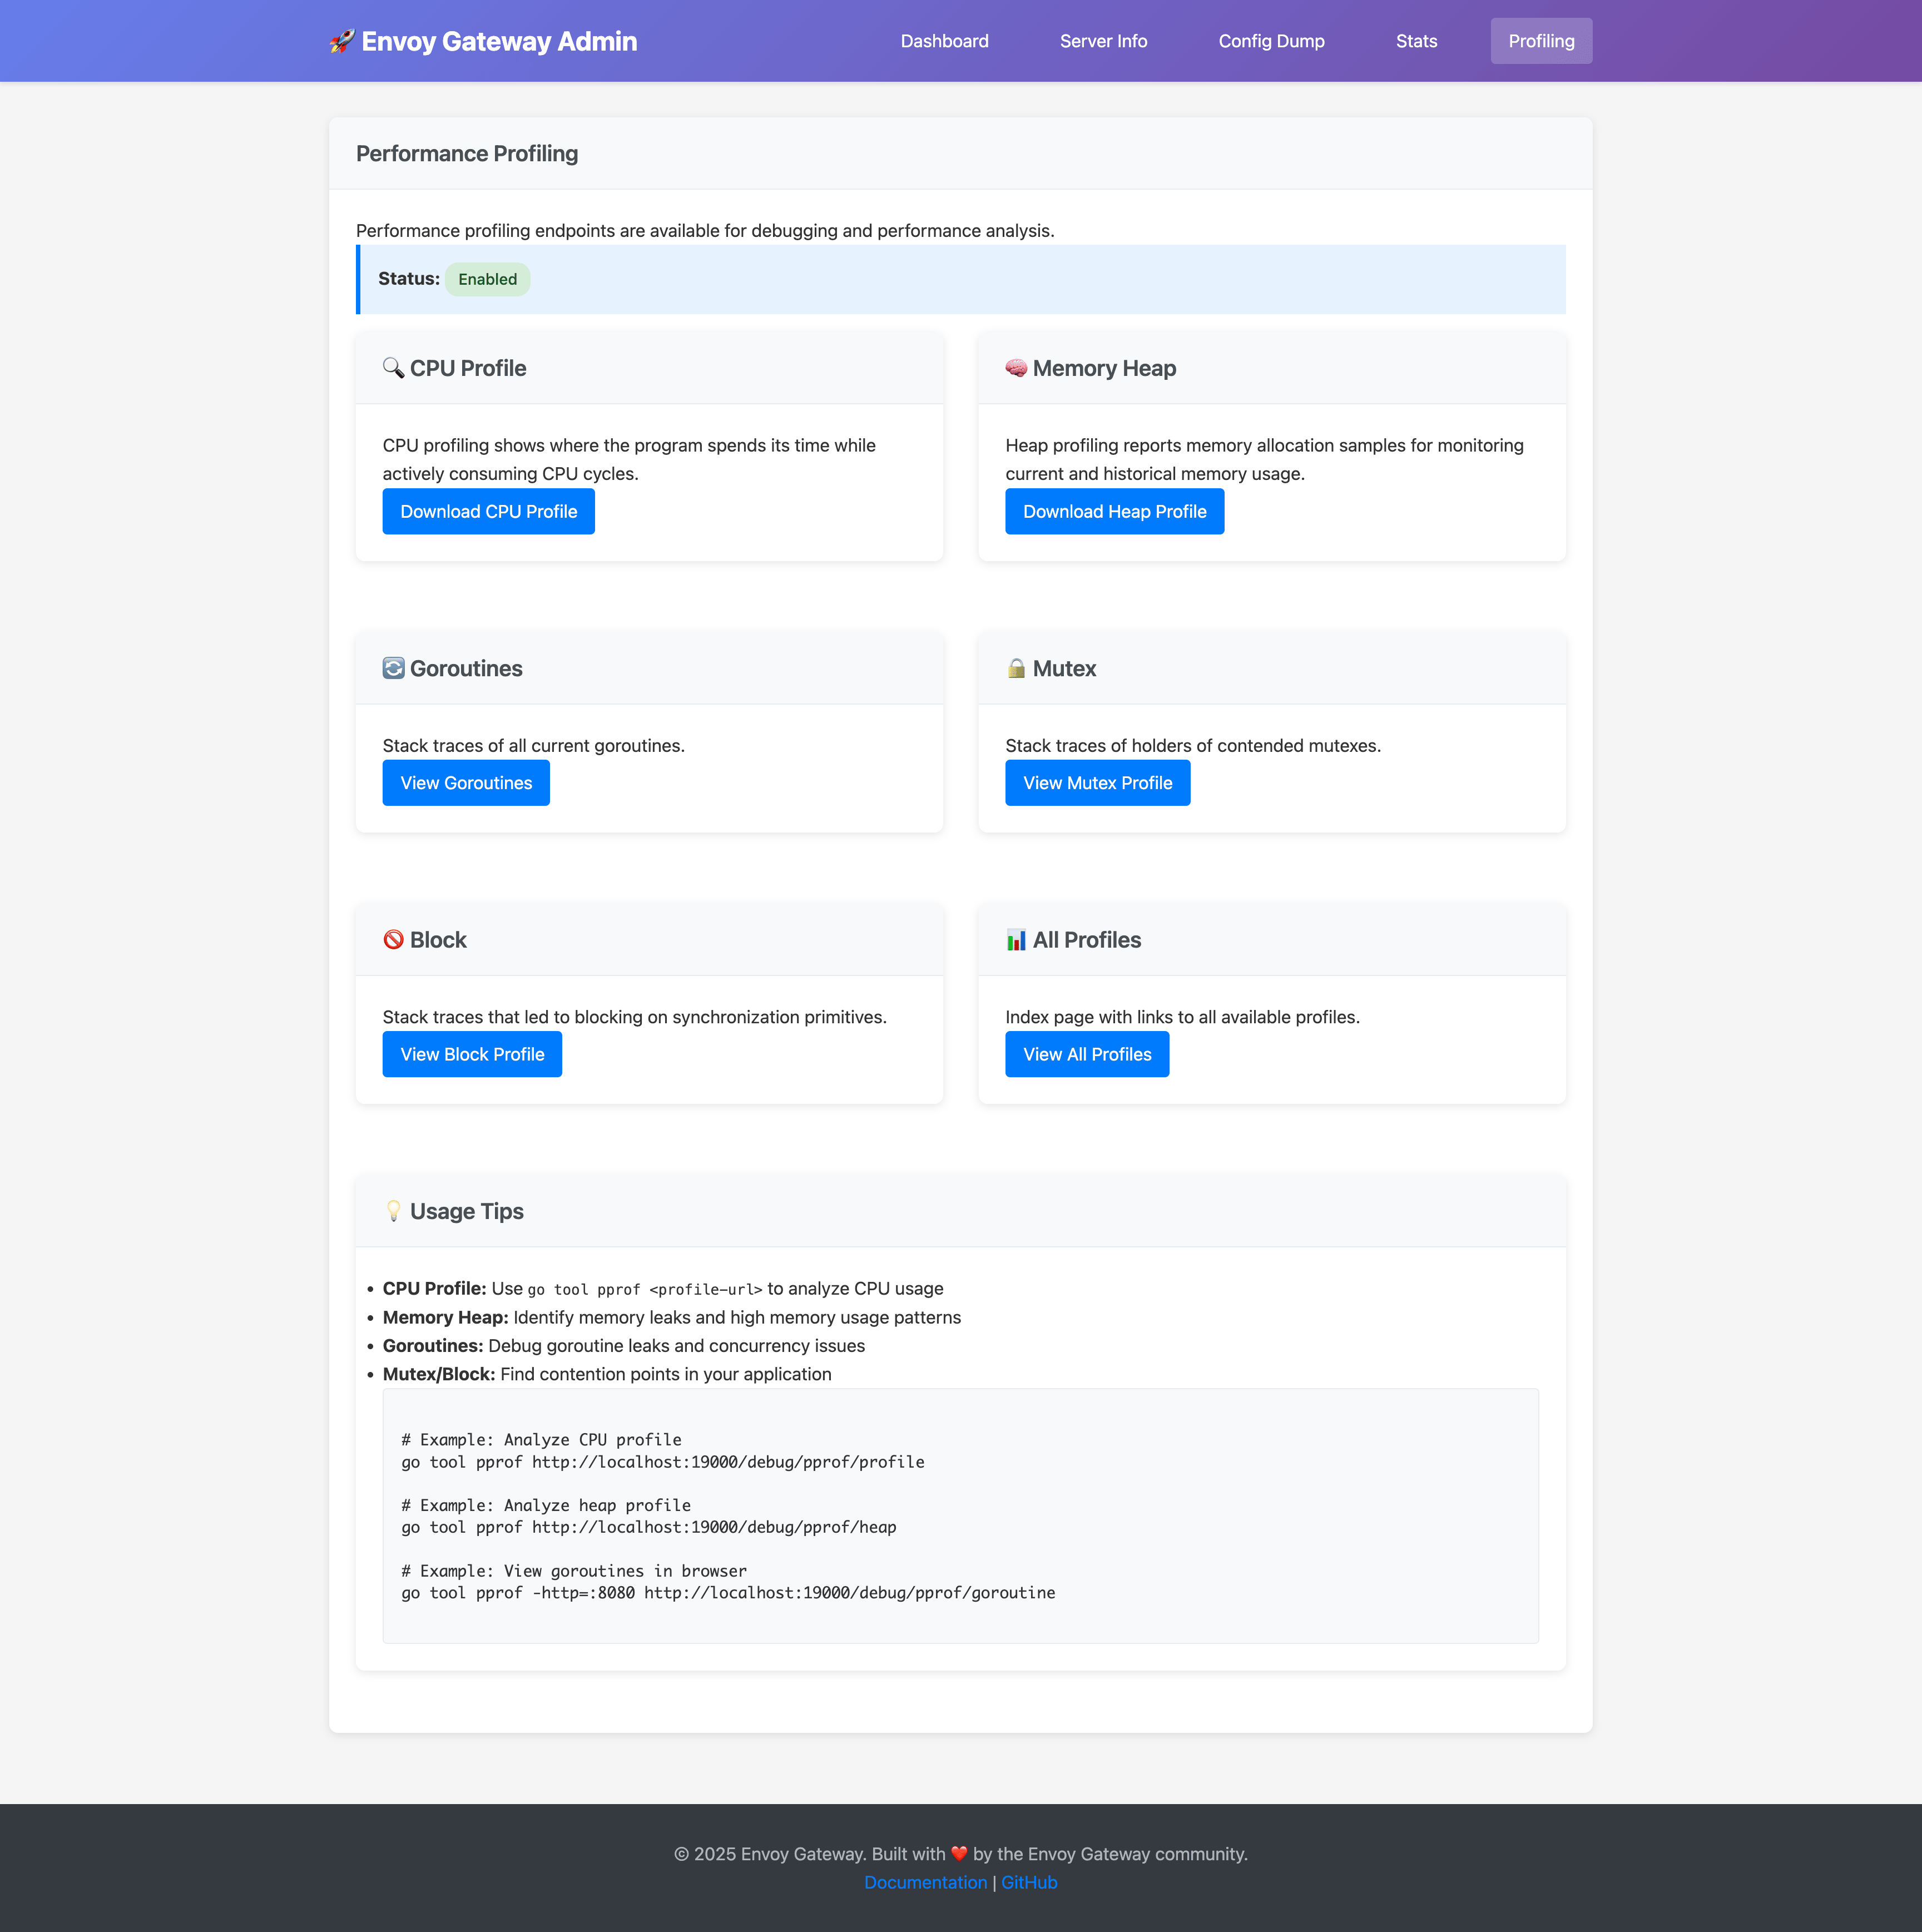 🚀 Envoy Gateway Admin
Dashboard
Server Info
Config Dump
Stats
Profiling
Performance Profiling
Performance profiling endpoints are available for debugging and performance analysis.
Status: Enabled
🔍 CPU Profile
CPU profiling shows where the program spends its time while
actively consuming CPU cycles.
Download CPU Profile
🧠 Memory Heap
Heap profiling reports memory allocation samples for monitoring
current and historical memory usage.
Download Heap Profile
🔄 Goroutines
Stack traces of all current goroutines.
View Goroutines
🔒 Mutex
Stack traces of holders of contended mutexes.
View Mutex Profile
🚫 Block
Stack traces that led to blocking on synchronization primitives.
View Block Profile
📊 All Profiles
Index page with links to all available profiles.
View All Profiles
💡 Usage Tips
• CPU Profile: Use go tool pprof <profile-url> to analyze CPU usage
• Memory Heap: Identify memory leaks and high memory usage patterns
• Goroutines: Debug goroutine leaks and concurrency issues
• Mutex/Block: Find contention points in your application
# Example: Analyze CPU profile
go tool pprof http://localhost:19000/debug/pprof/profile
# Example: Analyze heap profile
go tool pprof http://localhost:19000/debug/pprof/heap
# Example: View goroutines in browser
go tool pprof -http=:8080 http://localhost:19000/debug/pprof/goroutine
© 2025 Envoy Gateway. Built with ❤️ by the Envoy Gateway community.
Documentation | GitHub